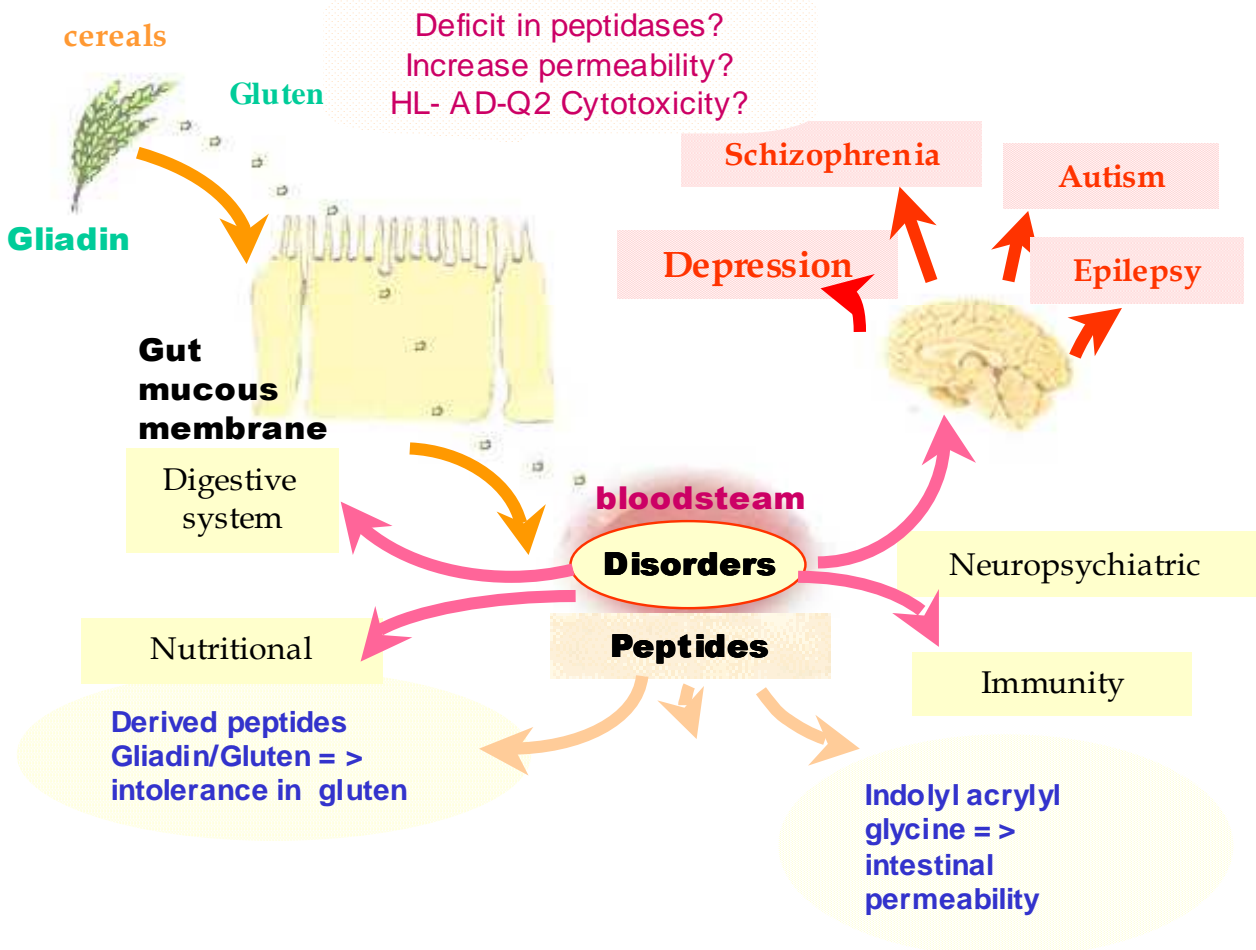 cereals
Deficit in peptidases?
Increase permeability?
HL- AD-Q2 Cytotoxicity?
Gluten
Gliadin
Schizophrenia
Autism
Depression
Epilepsy
Gut
mucous
membrane
Digestive
system
bloodsteam
Disorders
Neuropsychiatric
Nutritional
Peptides
Immunity
Derived peptides
Gliadin/Gluten = >
intolerance in gluten
Indolyl acrylyl
glycine = >
intestinal
permeability